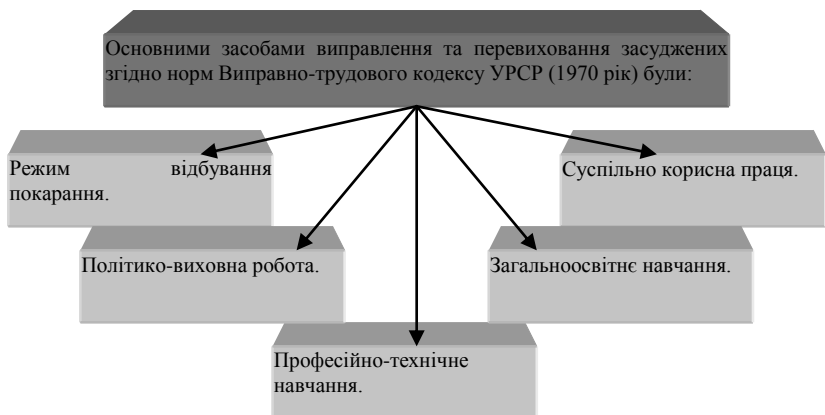 Основними засобами виправлення та перевиховання засуджених
згідно норм Виправно-трудового кодексу УРСР (1970 рік) були:
Режим відбування
покарання.
Суспільно корисна праця.
Політико-виховна робота.
Загальноосвітнє навчання.
Професійно-технічне
навчання.